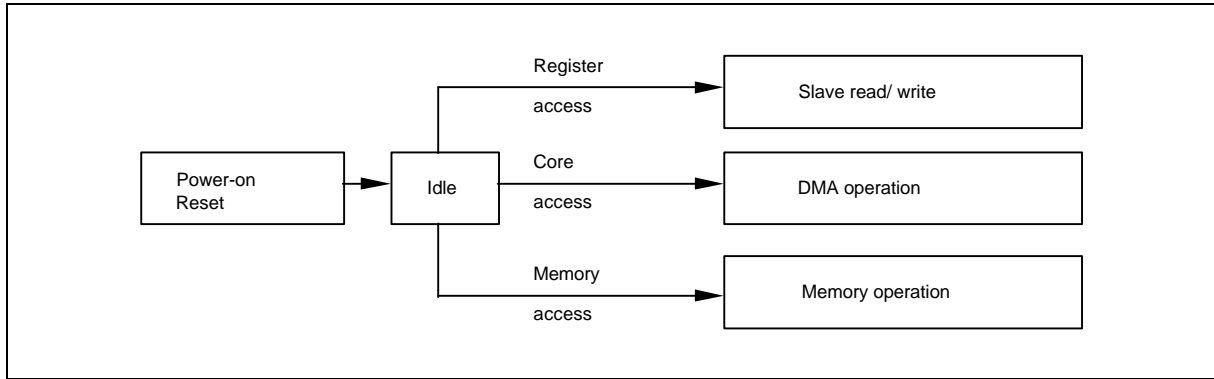 Register
access
Slave read/ write
Power-on
Reset
Idle
Core
access
DMA operation
Memory
access
Memory operation